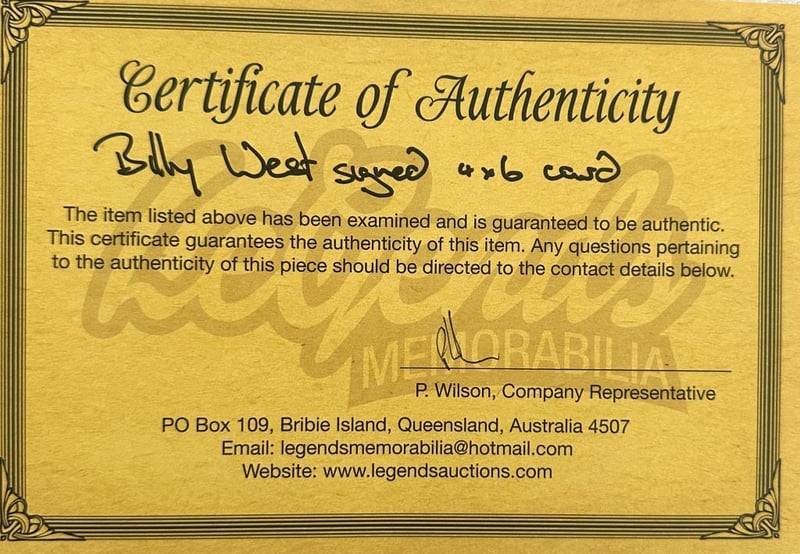 Certificate of Authenticity
Billy West signed 4x6 card
The item listed above has been examined and is guaranteed to be authentic.
This certificate guarantees the authenticity of this item. Any questions pertaining
to the authenticity of this piece should be directed to the contact details below.
Legends
MEMORABILIA
P. Wilson, Company Representative
PO Box 109, Bribie Island, Queensland, Australia 4507
Email: legendsmemorabilia@hotmail.com
Website: www.legendsauctions.com